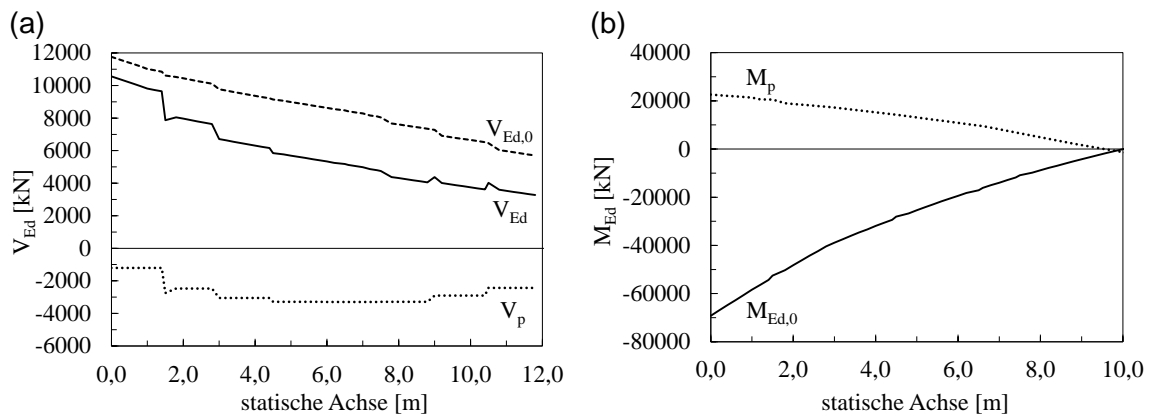 (a)
12000
10000
8000
6000
4000
2000
0
-2000
-4000
-6000
V_Ed [kN]
V_Ed,0
V_Ed
V_p
0,0 2,0 4,0 6,0 8,0 10,0 12,0
statische Achse [m]
(b)
40000
20000
0
-20000
-40000
-60000
-80000
M_Ed [kN]
M_p
M_Ed,0
0,0 2,0 4,0 6,0 8,0 10,0
statische Achse [m]